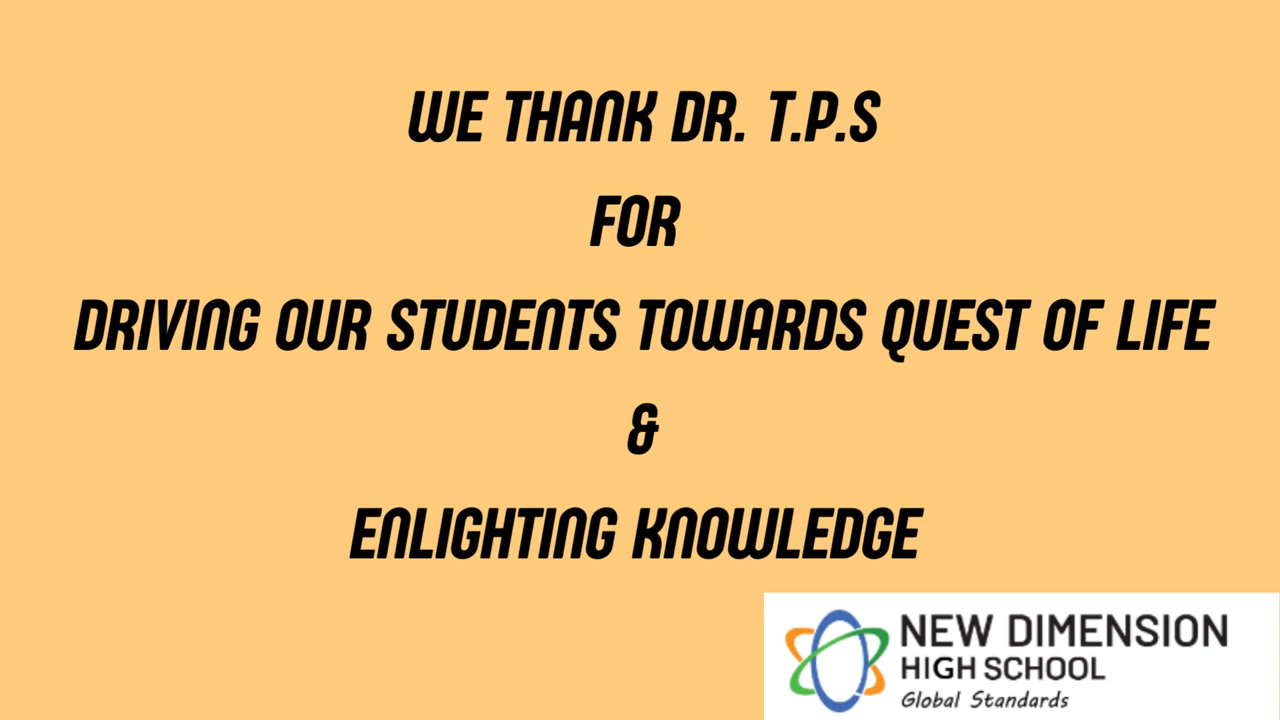 WE THANK DR. T.P.S
FOR
DRIVING OUR STUDENTS TOWARDS QUEST OF LIFE
&
ENLIGHTING KNOWLEDGE
NEW DIMENSION
HIGH SCHOOL
Global Standards